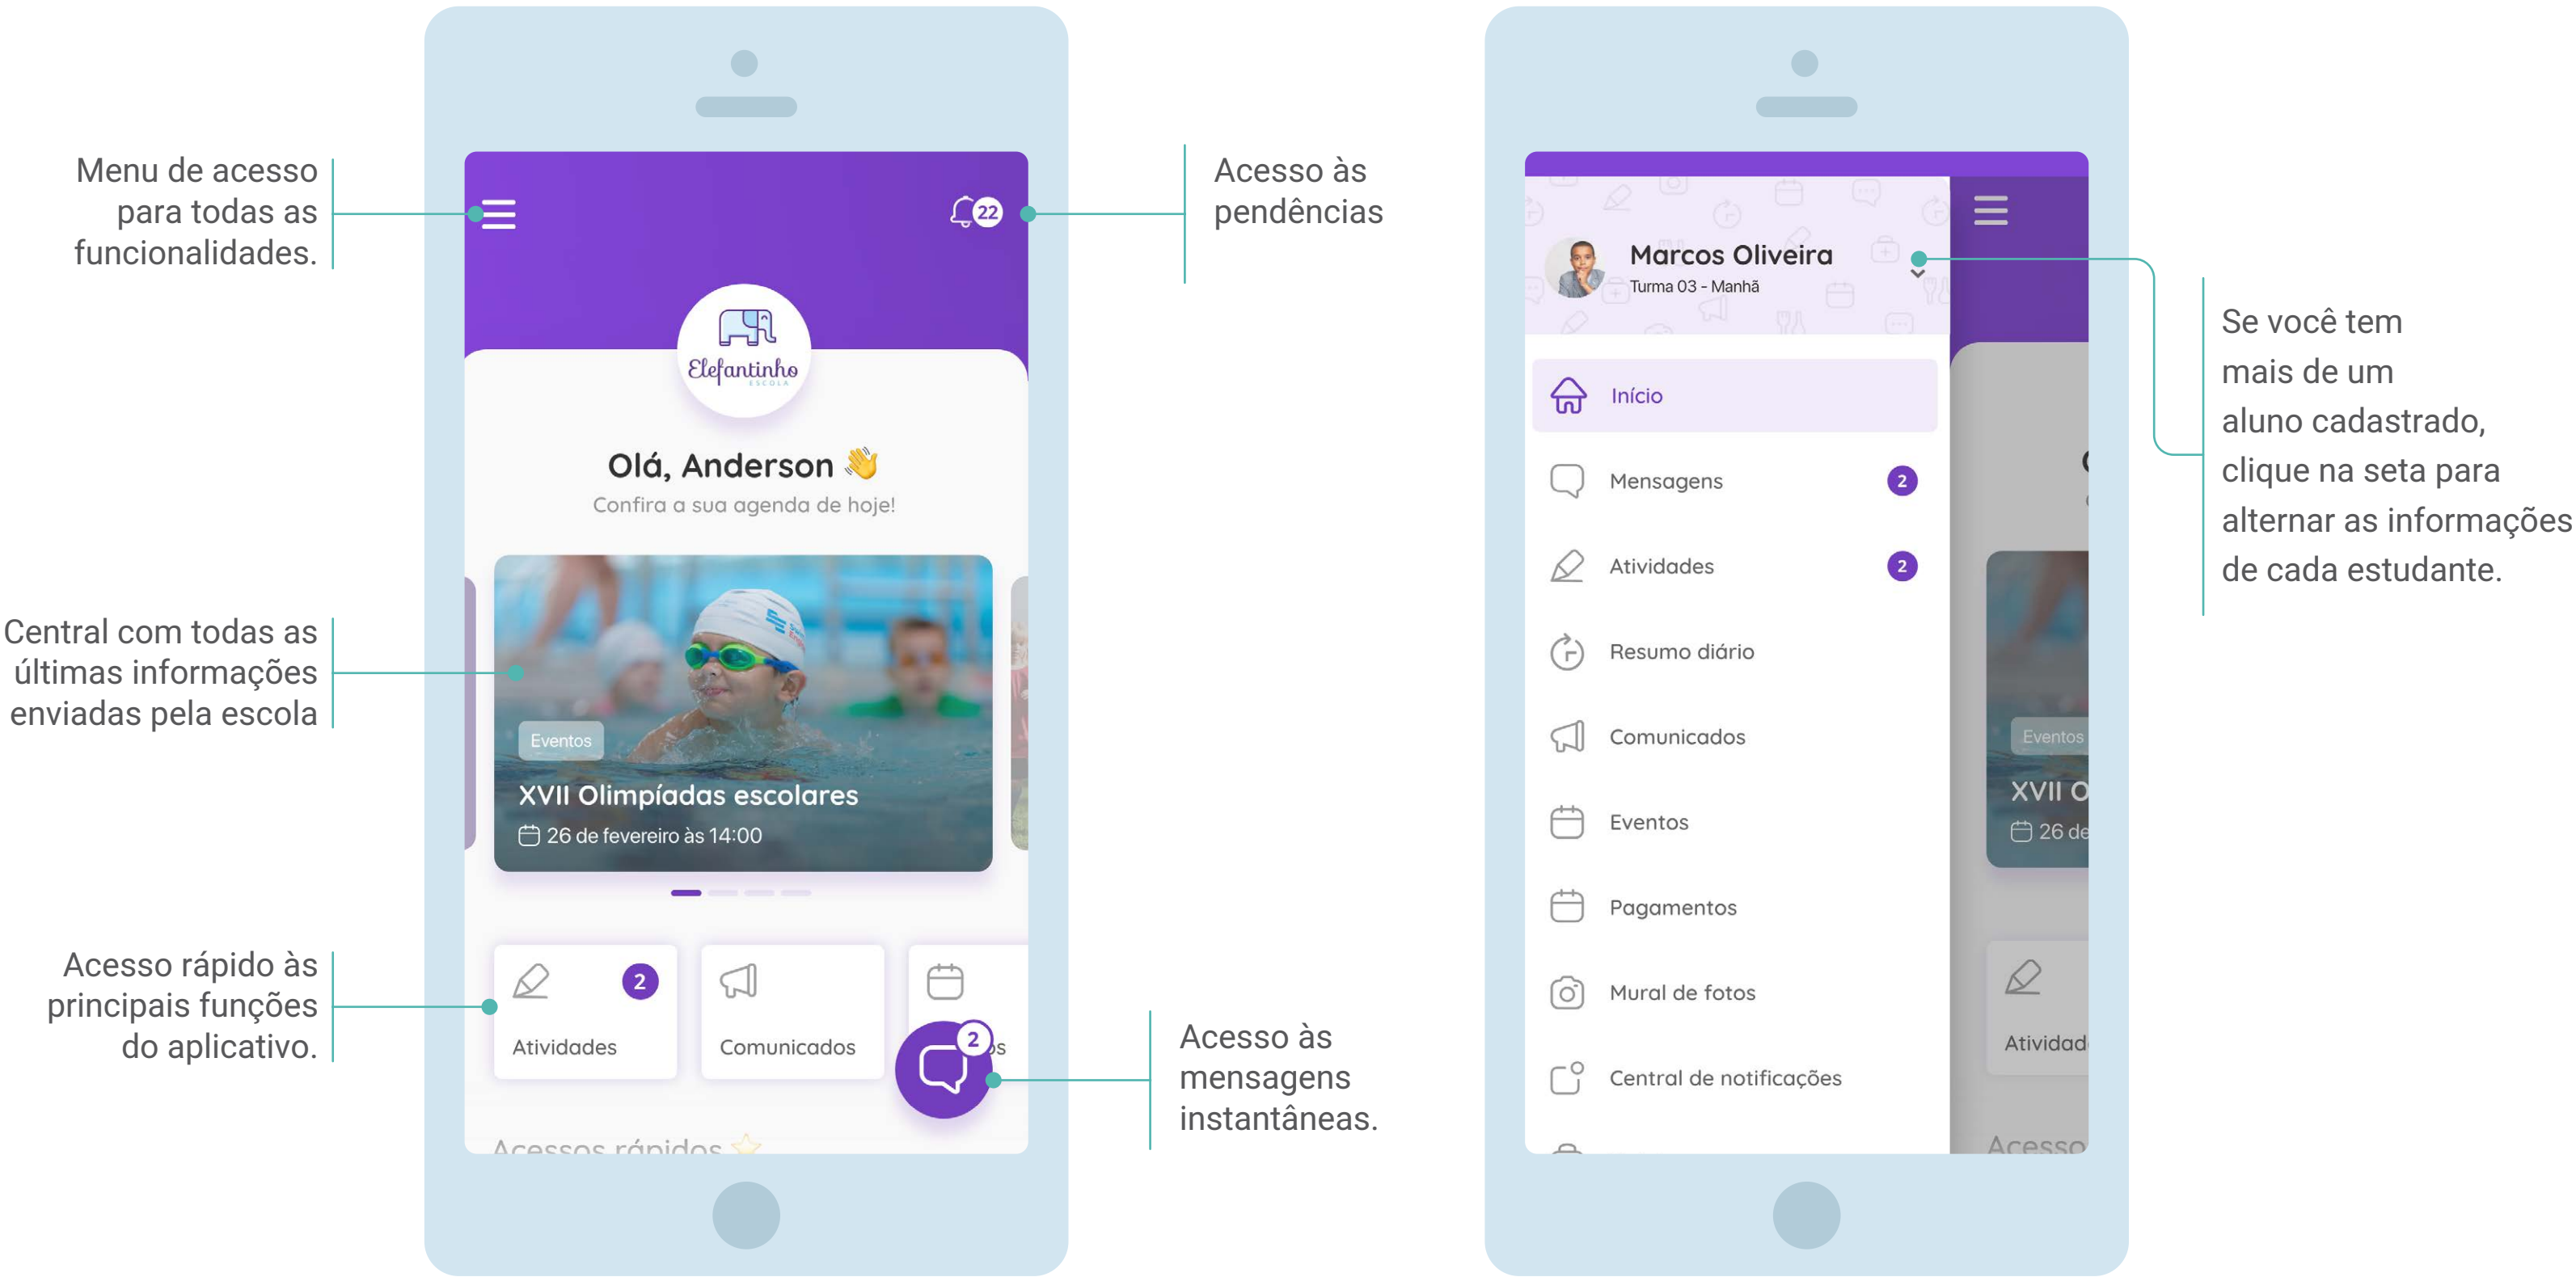 Menu de acesso
para todas as
funcionalidades.
Central com todas as
últimas informações
enviadas pela escola
Acesso rápido às
principais funções
do aplicativo.
22
Elefantinho
ESCOLA
Olá, Anderson 👋
Confira a sua agenda de hoje!
Eventos
XVII Olimpíadas escolares
26 de fevereiro às 14:00
2
Atividades
Comunicados
2
os
Acessos rápidos ⭐
Acesso às
pendências
Acesso às
mensagens
instantâneas.
Marcos Oliveira
Turma 03 - Manhã
Início
Mensagens 2
Atividades 2
Resumo diário
Comunicados
Eventos
Pagamentos
Mural de fotos
Central de notificações
Eventos
XVII O
26 de
Atividad
Acesso
Se você tem
mais de um
aluno cadastrado,
clique na seta para
alternar as informações
de cada estudante.